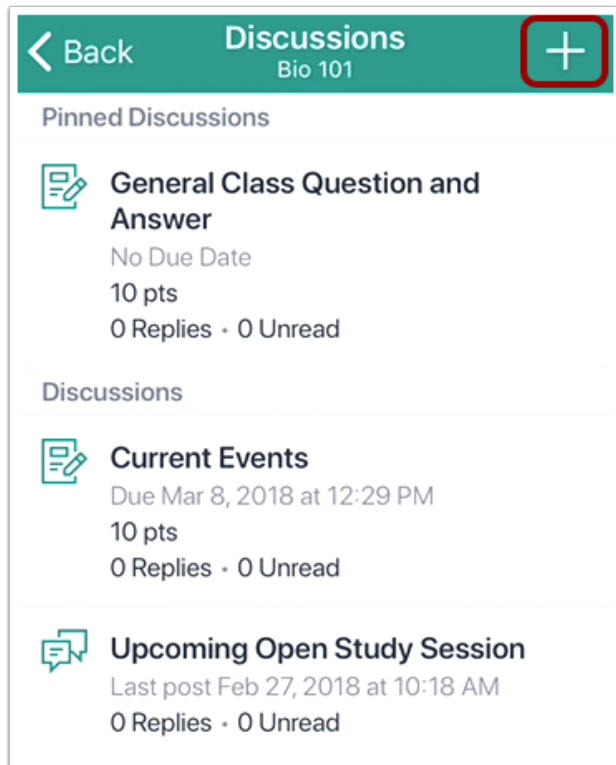 Back
Discussions
Bio 101
Pinned Discussions
General Class Question and
Answer
No Due Date
10 pts
0 Replies • 0 Unread
Discussions
Current Events
Due Mar 8, 2018 at 12:29 PM
10 pts
0 Replies • 0 Unread
Upcoming Open Study Session
Last post Feb 27, 2018 at 10:18 AM
0 Replies • 0 Unread